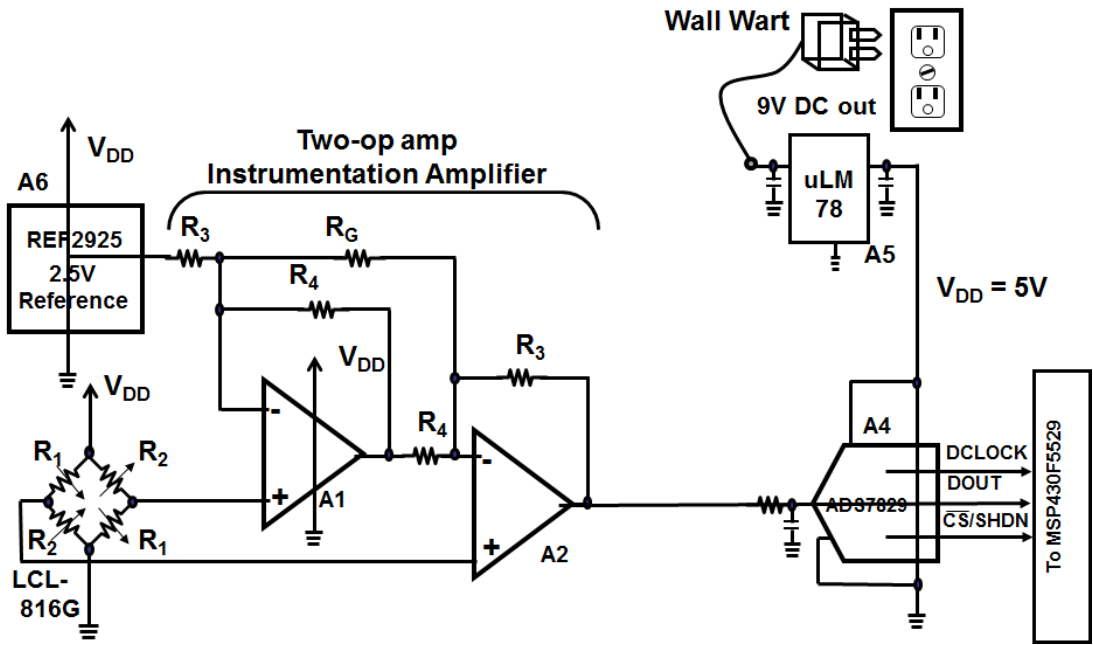 Wall Wart
9V DC out
Two-op amp
Instrumentation Amplifier
VDD
A6
REF2925
2.5V
Reference
R3
RG
R4
uLM
78
A5
VDD = 5V
VDD
R3
VDD
R4
A4
R1
R2
-
+
A1
-
+
A2
R2
R1
LCL-
816G
ADS7829
DCLOCK
DOUT
CS/SHDN
To MSP430F5529